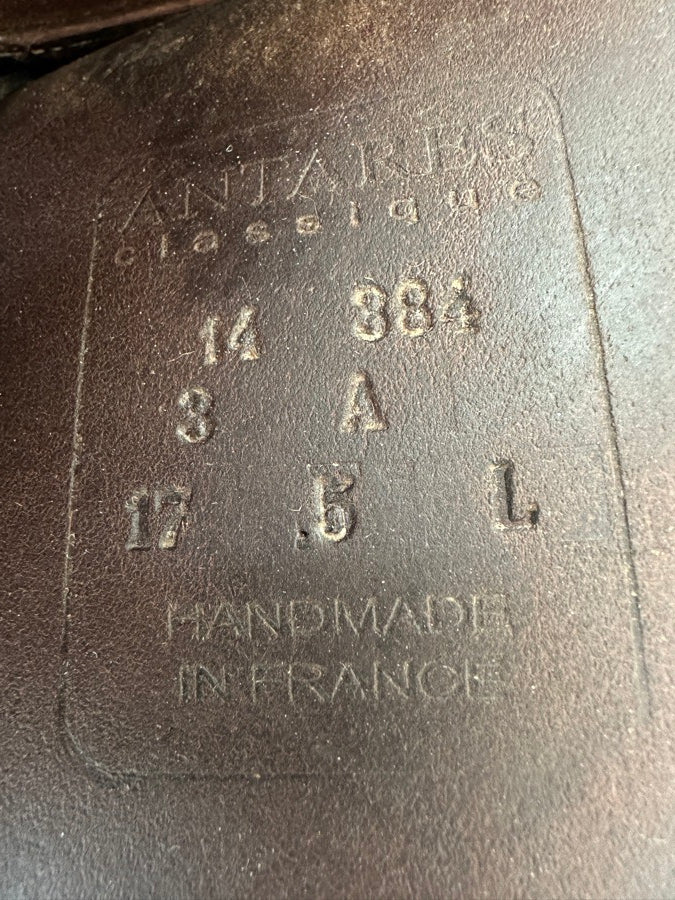 ANTARES
classique
14 384
3 A
17 .5 L
HANDMADE
IN FRANCE